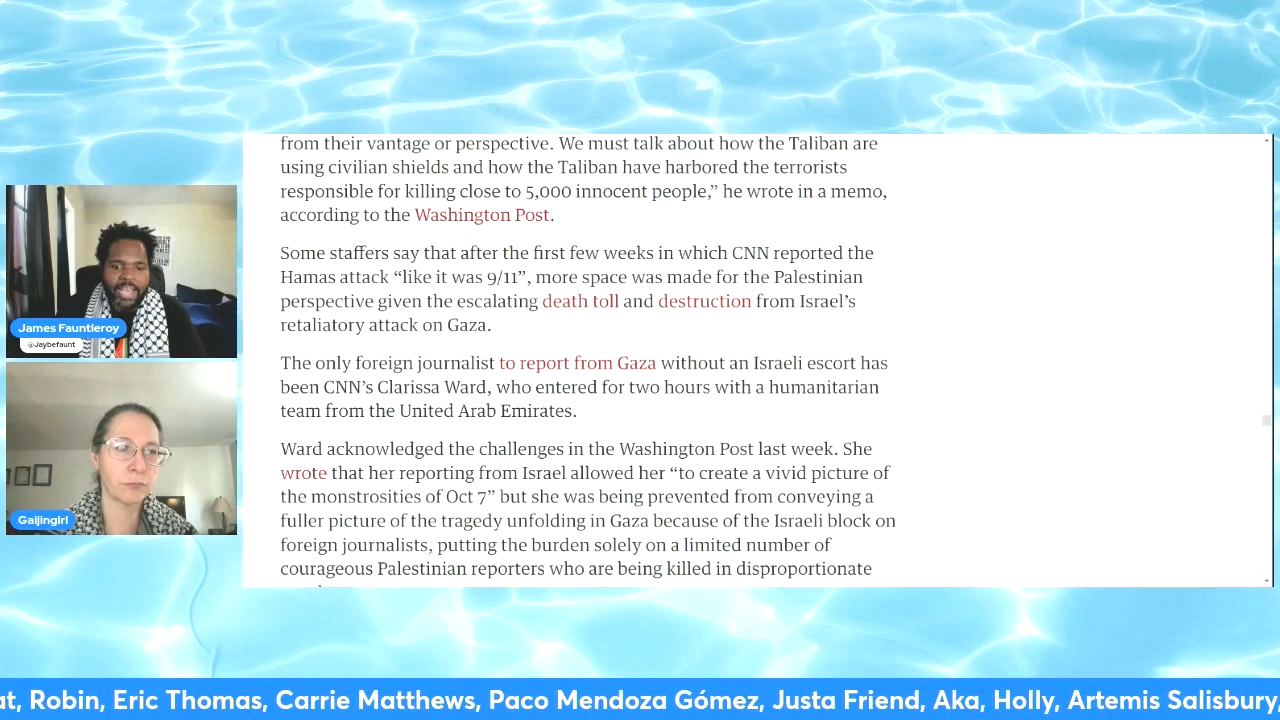 from their vantage or perspective. We must talk about how the Taliban are
using civilian shields and how the Taliban have harbored the terrorists
responsible for killing close to 5,000 innocent people,” he wrote in a memo,
according to the Washington Post.
Some staffers say that after the first few weeks in which CNN reported the
Hamas attack “like it was 9/11”, more space was made for the Palestinian
perspective given the escalating death toll and destruction from Israel’s
retaliatory attack on Gaza.
The only foreign journalist to report from Gaza without an Israeli escort has
been CNN’s Clarissa Ward, who entered for two hours with a humanitarian
team from the United Arab Emirates.
Ward acknowledged the challenges in the Washington Post last week. She
wrote that her reporting from Israel allowed her “to create a vivid picture of
the monstrosities of Oct 7” but she was being prevented from conveying a
fuller picture of the tragedy unfolding in Gaza because of the Israeli block on
foreign journalists, putting the burden solely on a limited number of
courageous Palestinian reporters who are being killed in disproportionate
James Fauntleroy
@Jaybefaunt
Gaijingirl
at, Robin, Eric Thomas, Carrie Matthews, Paco Mendoza Gómez, Justa Friend, Aka, Holly, Artemis Salisbury,